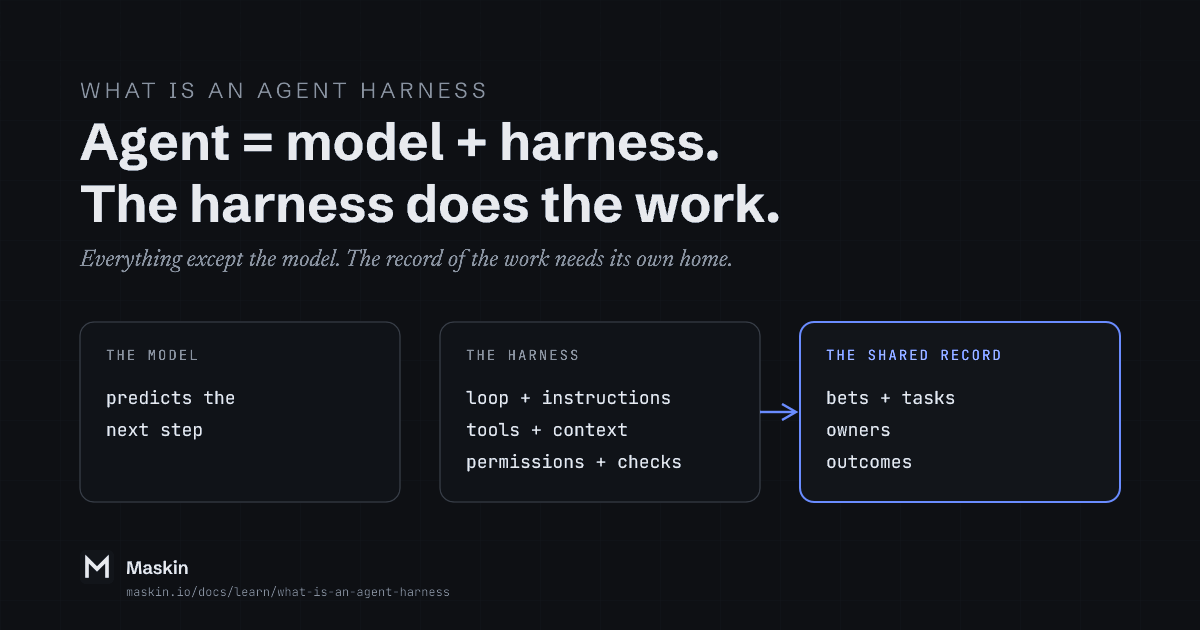 WHAT IS AN AGENT HARNESS
Agent = model + harness.
The harness does the work.
Everything except the model. The record of the work needs its own home.
THE MODEL
predicts the
next step
THE HARNESS
loop + instructions
tools + context
permissions + checks
THE SHARED RECORD
bets + tasks
owners
outcomes
Maskin
maskin.io/docs/learn/what-is-an-agent-harness